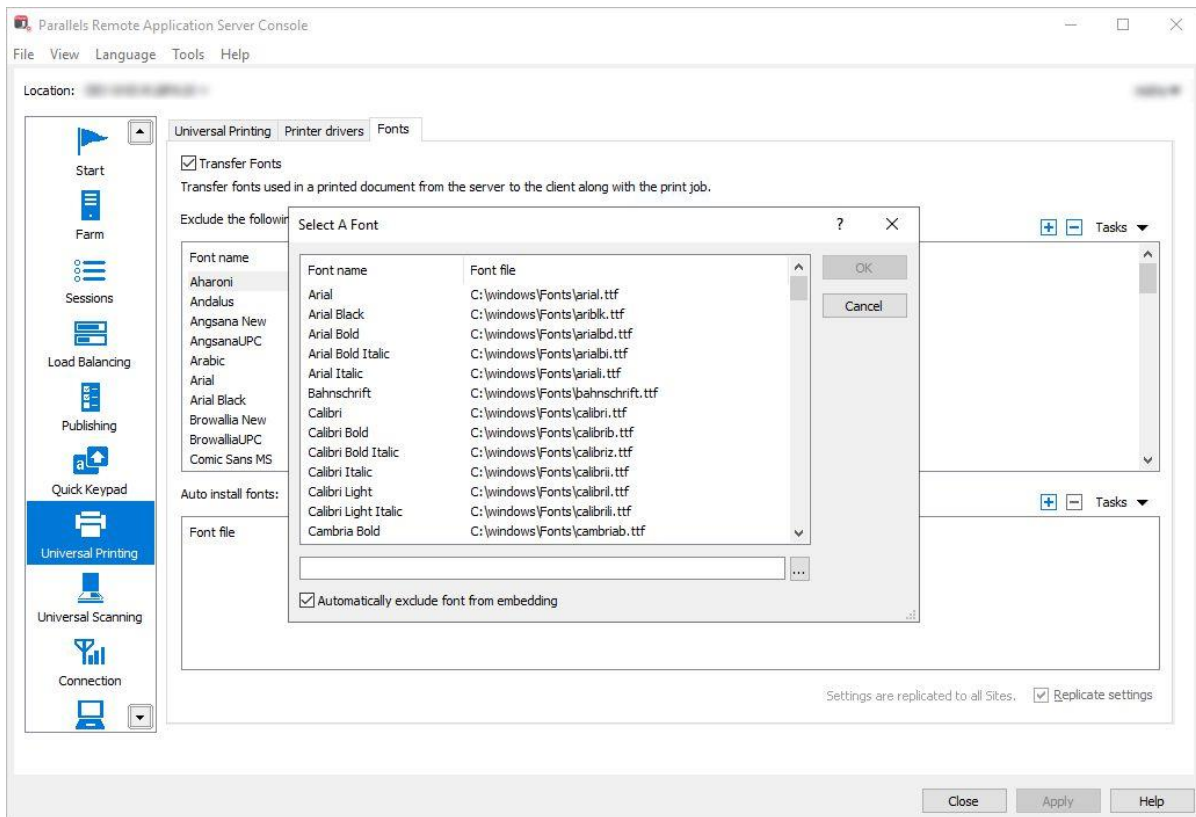 Parallels Remote Application Server Console
File View Language Tools Help
Location:
Start
Farm
Sessions
Load Balancing
Publishing
Quick Keypad
Universal Printing
Universal Scanning
Connection
Universal Printing Printer drivers Fonts
Transfer Fonts
Transfer fonts used in a printed document from the server to the client along with the print job.
Exclude the
Tasks
Font name
Aharoni
Andalus
Angsana New
AngsanaUPC
Arabic
Arial
Arial Black
Browallia New
BrowalliaUPC
Comic Sans MS
Auto install fonts:
Tasks
Font file
Select A Font ?
Font name Font file
Arial C:\windows\Fonts\arial.ttf
Arial Black C:\windows\Fonts\ariblk.ttf
Arial Bold C:\windows\Fonts\arialbd.ttf
Arial Bold Italic C:\windows\Fonts\arialbi.ttf
Arial Italic C:\windows\Fonts\ariali.ttf
Bahnschrift C:\windows\Fonts\bahnschrift.ttf
Calibri C:\windows\Fonts\calibri.ttf
Calibri Bold C:\windows\Fonts\calibrib.ttf
Calibri Bold Italic C:\windows\Fonts\calibriz.ttf
Calibri Italic C:\windows\Fonts\calibrii.ttf
Calibri Light C:\windows\Fonts\calibril.ttf
Calibri Light Italic C:\windows\Fonts\calibrili.ttf
Cambria Bold C:\windows\Fonts\cambriab.ttf
OK
Cancel
...
Automatically exclude font from embedding
Settings are replicated to all Sites. Replicate settings
Close Apply Help